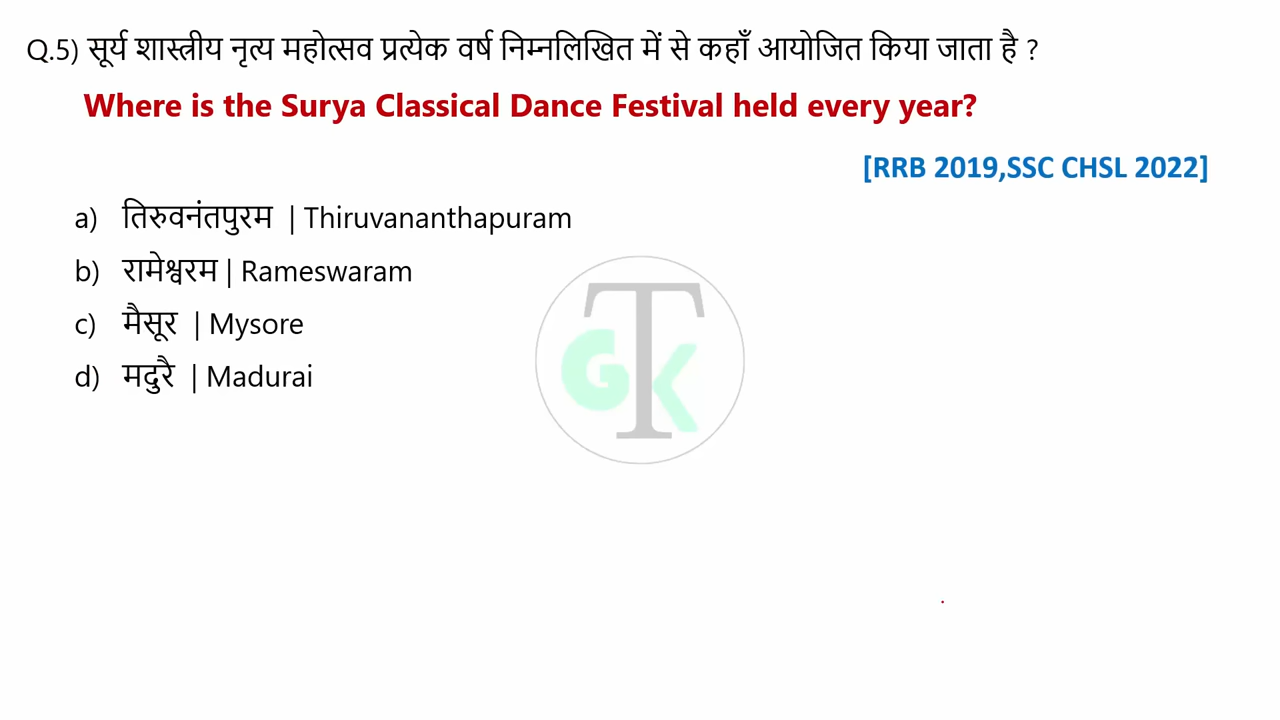 Q.5) सूर्य शास्त्रीय नृत्य महोत्सव प्रत्येक वर्ष निम्नलिखित में से कहाँ आयोजित किया जाता है ?
Where is the Surya Classical Dance Festival held every year?
[RRB 2019,SSC CHSL 2022]
a) तिरुवनंतपुरम | Thiruvananthapuram
b) रामेश्वरम | Rameswaram
c) मैसूर | Mysore
d) मदुरै | Madurai
GTK